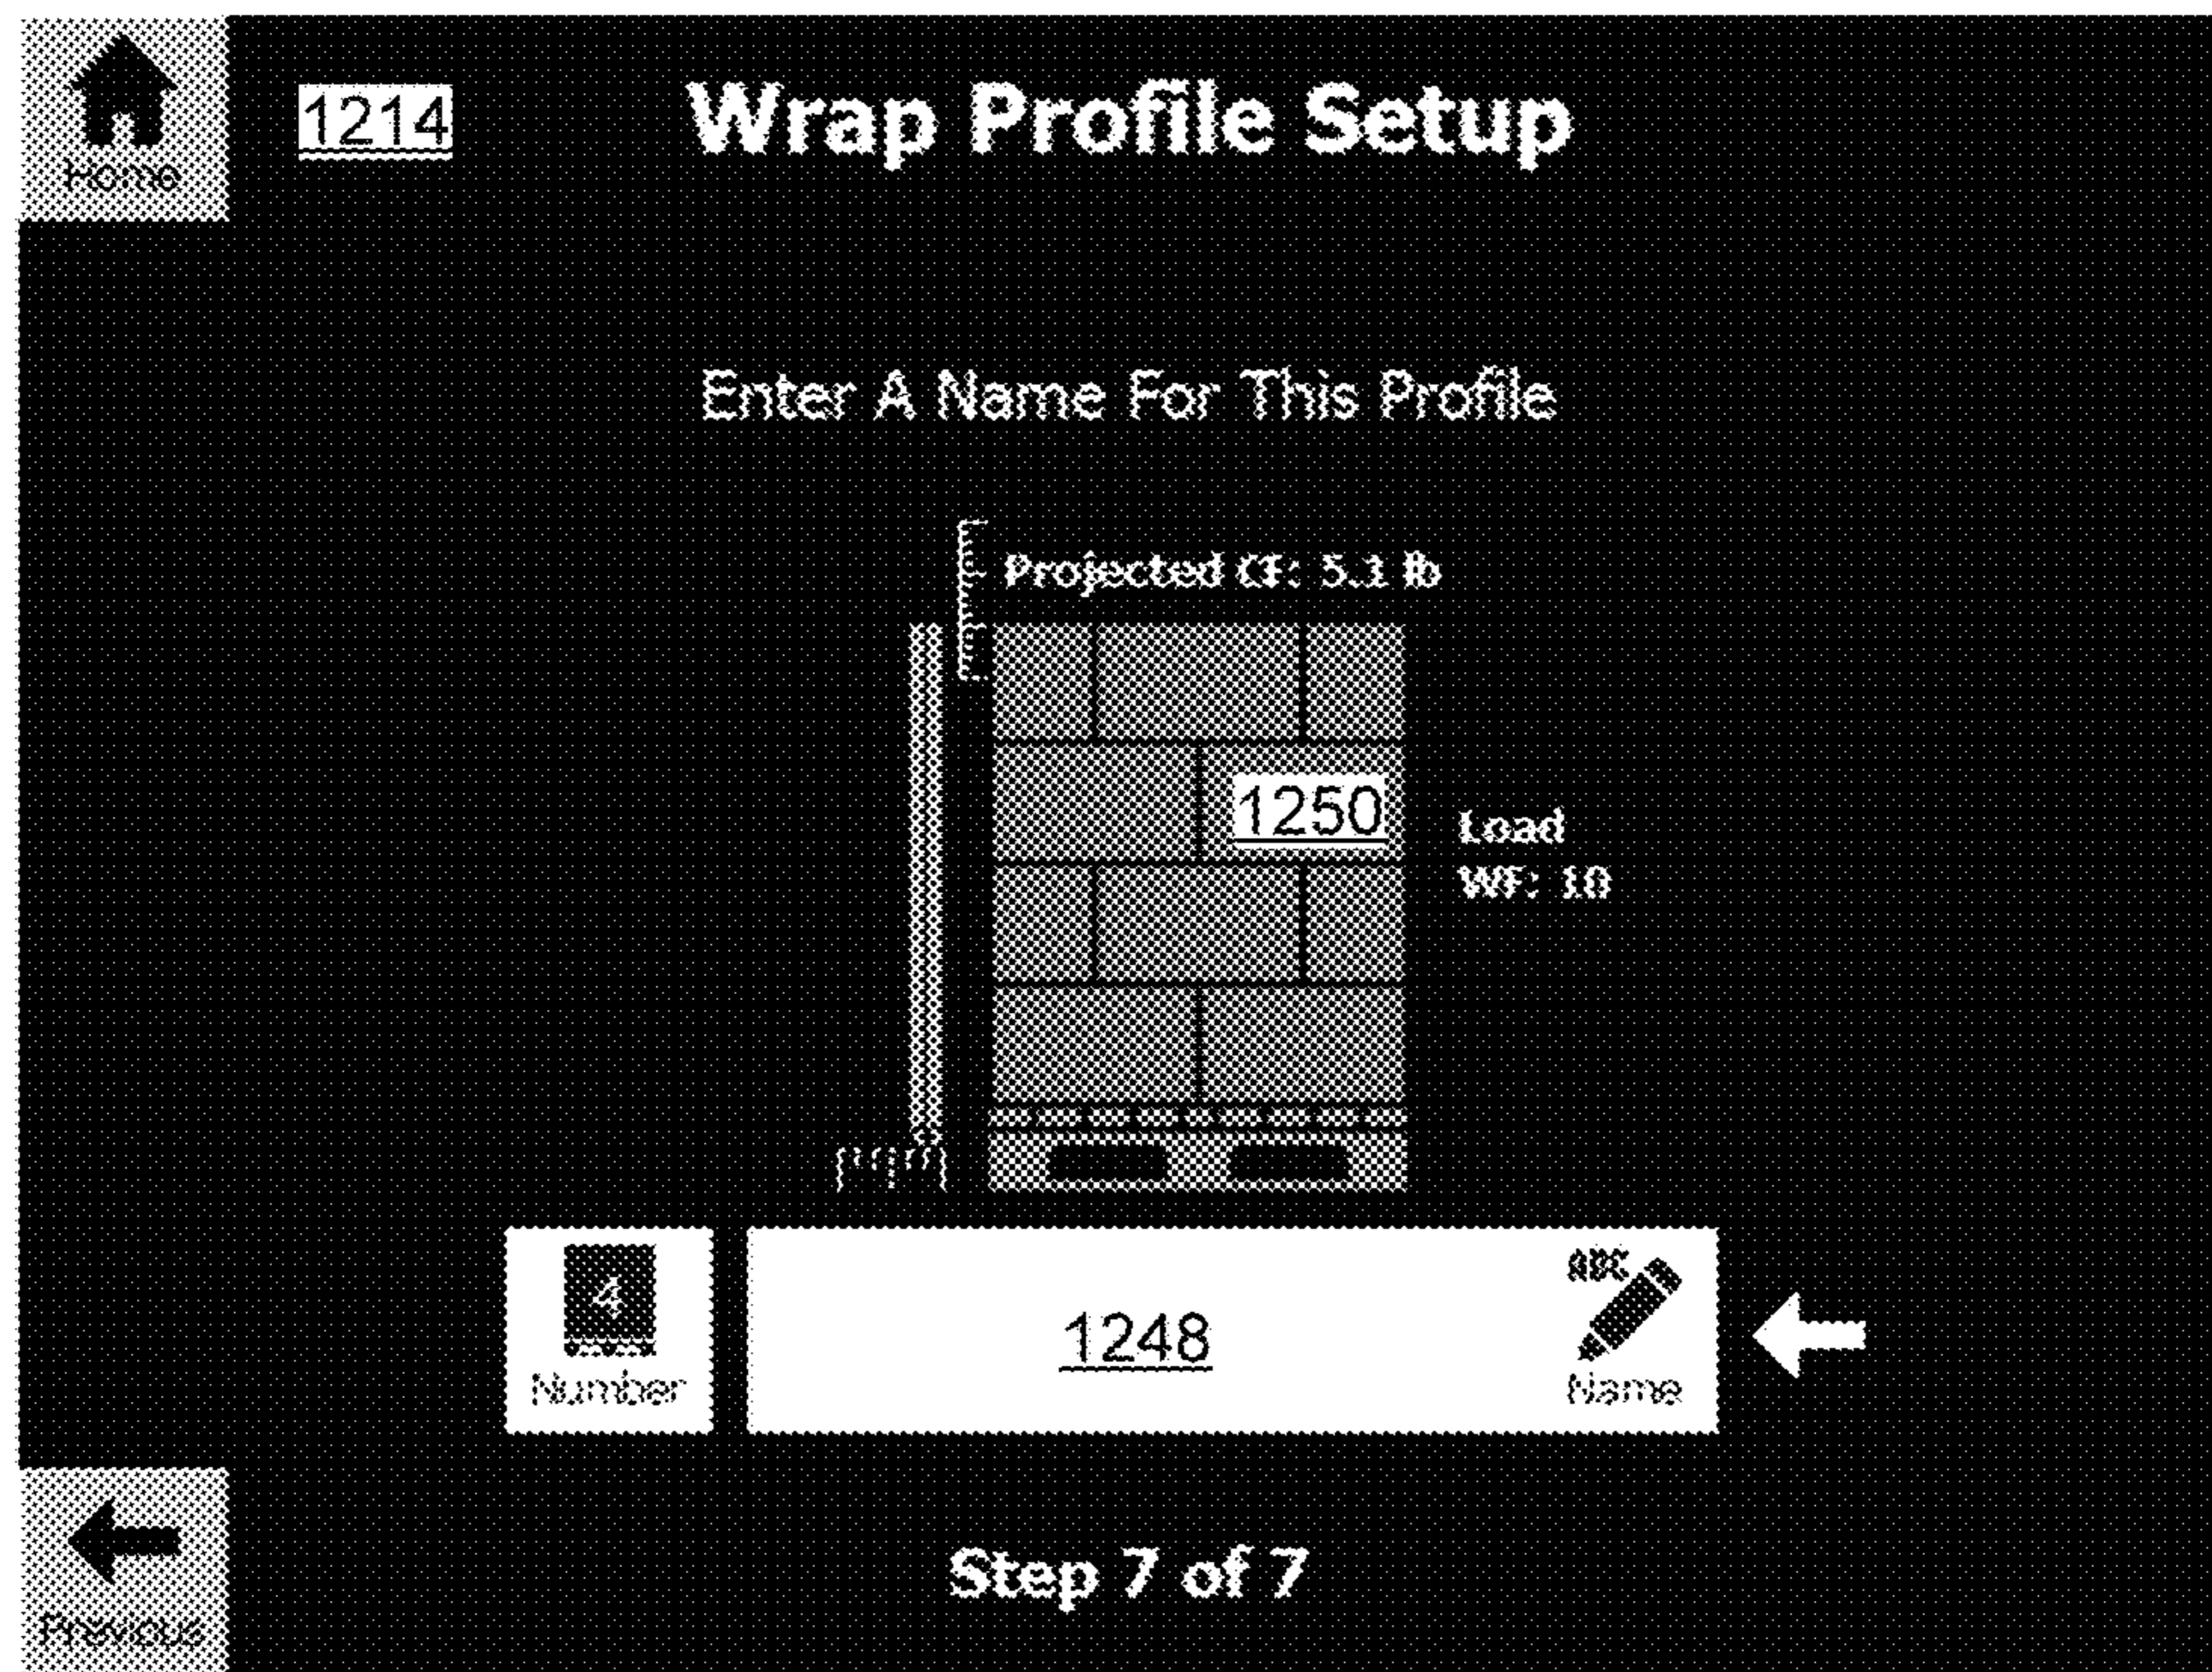 1214
Wrap Profile Setup
Home
Enter A Name For This Profile
Projected CF: 5.1 lb
1250
Load
WF: 10
4
Number
1248
ABC
Name
Previous
Step 7 of 7